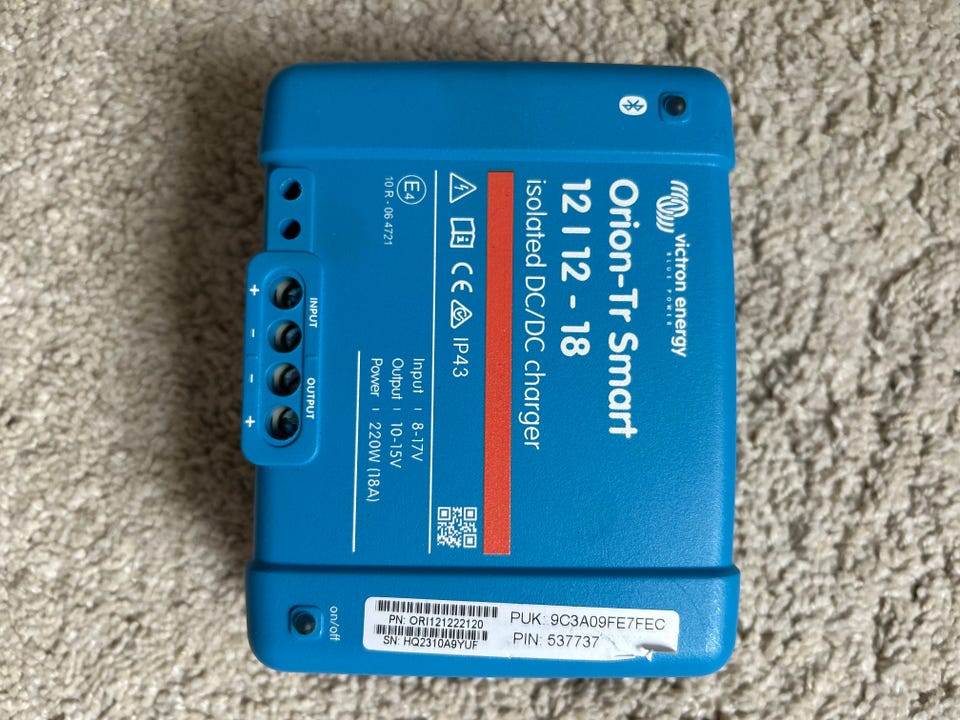 victron energy
BLUE POWER
Orion-Tr Smart
12 | 12 - 18
isolated DC/DC charger
IP43
E4
10 R - 06 4721
Input | 8-17V
Output | 10-15V
Power | 220W (18A)
+ - - +
INPUT OUTPUT
on/off
PN: ORI121222120
SN: HQ2310A9YUF
PUK: 9C3A09FE7FEC
PIN: 537737